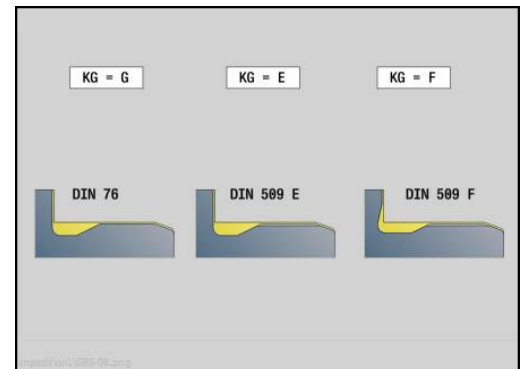 KG = G
KG = E
KG = F
DIN 76
DIN 509 E
DIN 509 F